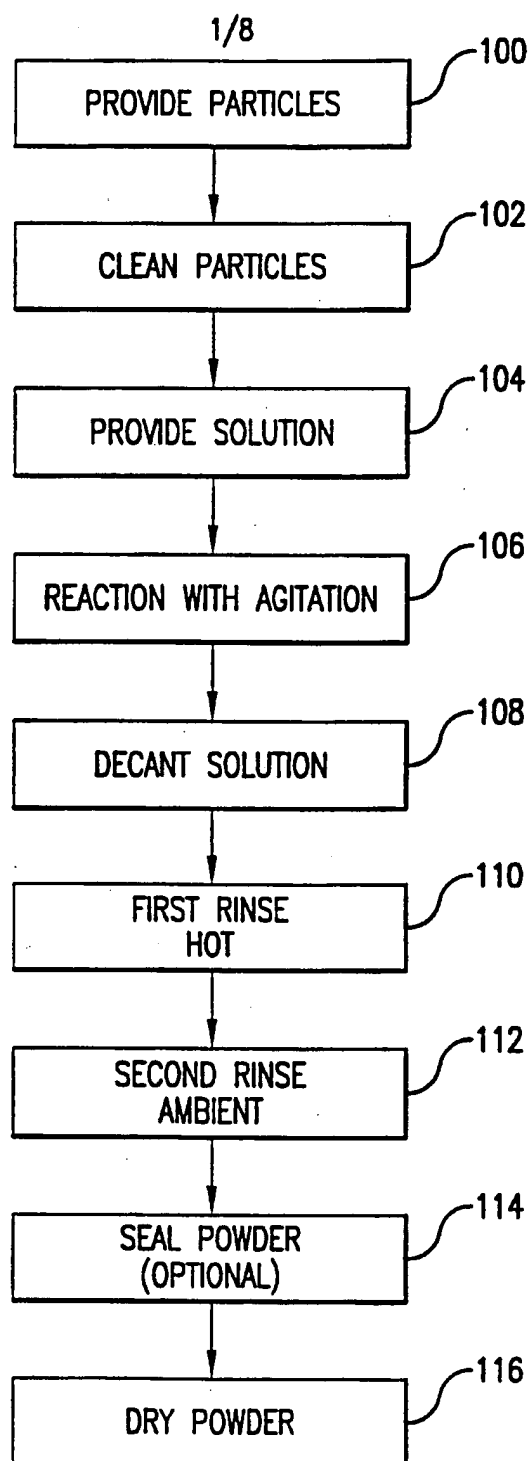 1/8
100
PROVIDE PARTICLES
102
CLEAN PARTICLES
104
PROVIDE SOLUTION
106
REACTION WITH AGITATION
108
DECANT SOLUTION
110
FIRST RINSE
HOT
112
SECOND RINSE
AMBIENT
114
SEAL POWDER
(OPTIONAL)
116
DRY POWDER